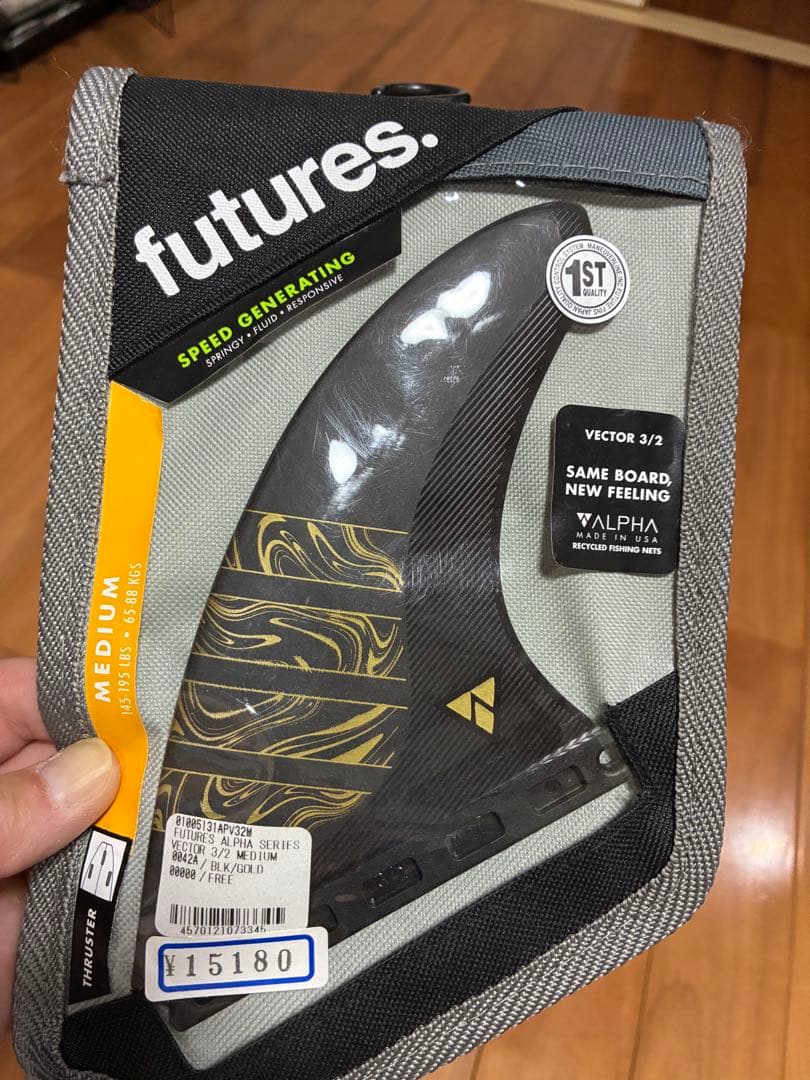 futures.
SPEED GENERATING
SPRINGY • FLUID • RESPONSIVE
1ST
QUALITY
VECTOR 3/2
SAME BOARD,
NEW FEELING
ALPHA
MADE IN USA
RECYCLED FISHING NETS
MEDIUM
145-195 LBS • 65-88 KGS
01005131APV32M
FUTURES ALPHA SERIES
VECTOR 3/2 MEDIUM
0042A / BLK/GOLD
00000 / FREE
4570121073345
¥15180
THRUSTER